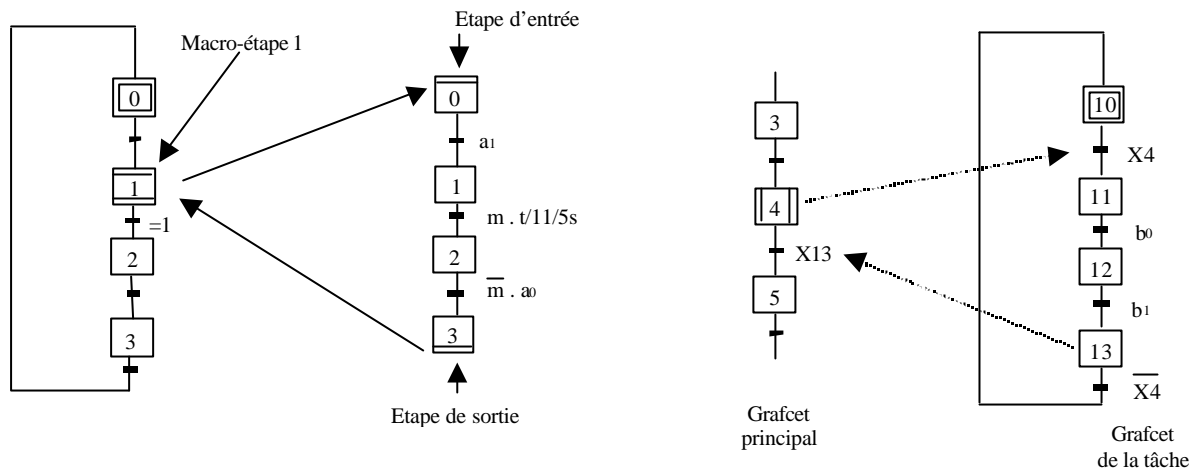 Etape d'entrée
Macro-étape 1
0
1
=1
2
3
0
a1
1
m . t/11/5s
2
m̅ . a0
3
Etape de sortie
3
4
X13
5
Grafcet
principal
10
X4
11
b0
12
b1
13
X̅4̅
Grafcet
de la tâche